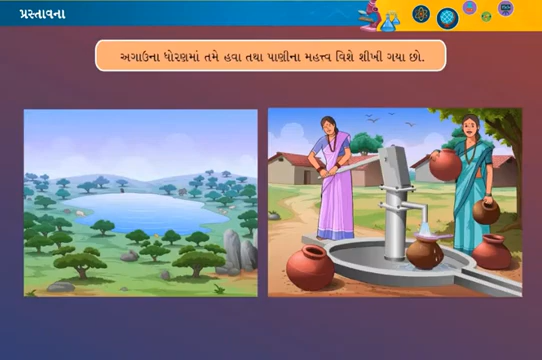 પ્રસ્તાવના
અગાઉના ધોરણમાં તમે હવા તથા પાણીના મહત્ત્વ વિશે શીખી ગયા છો.